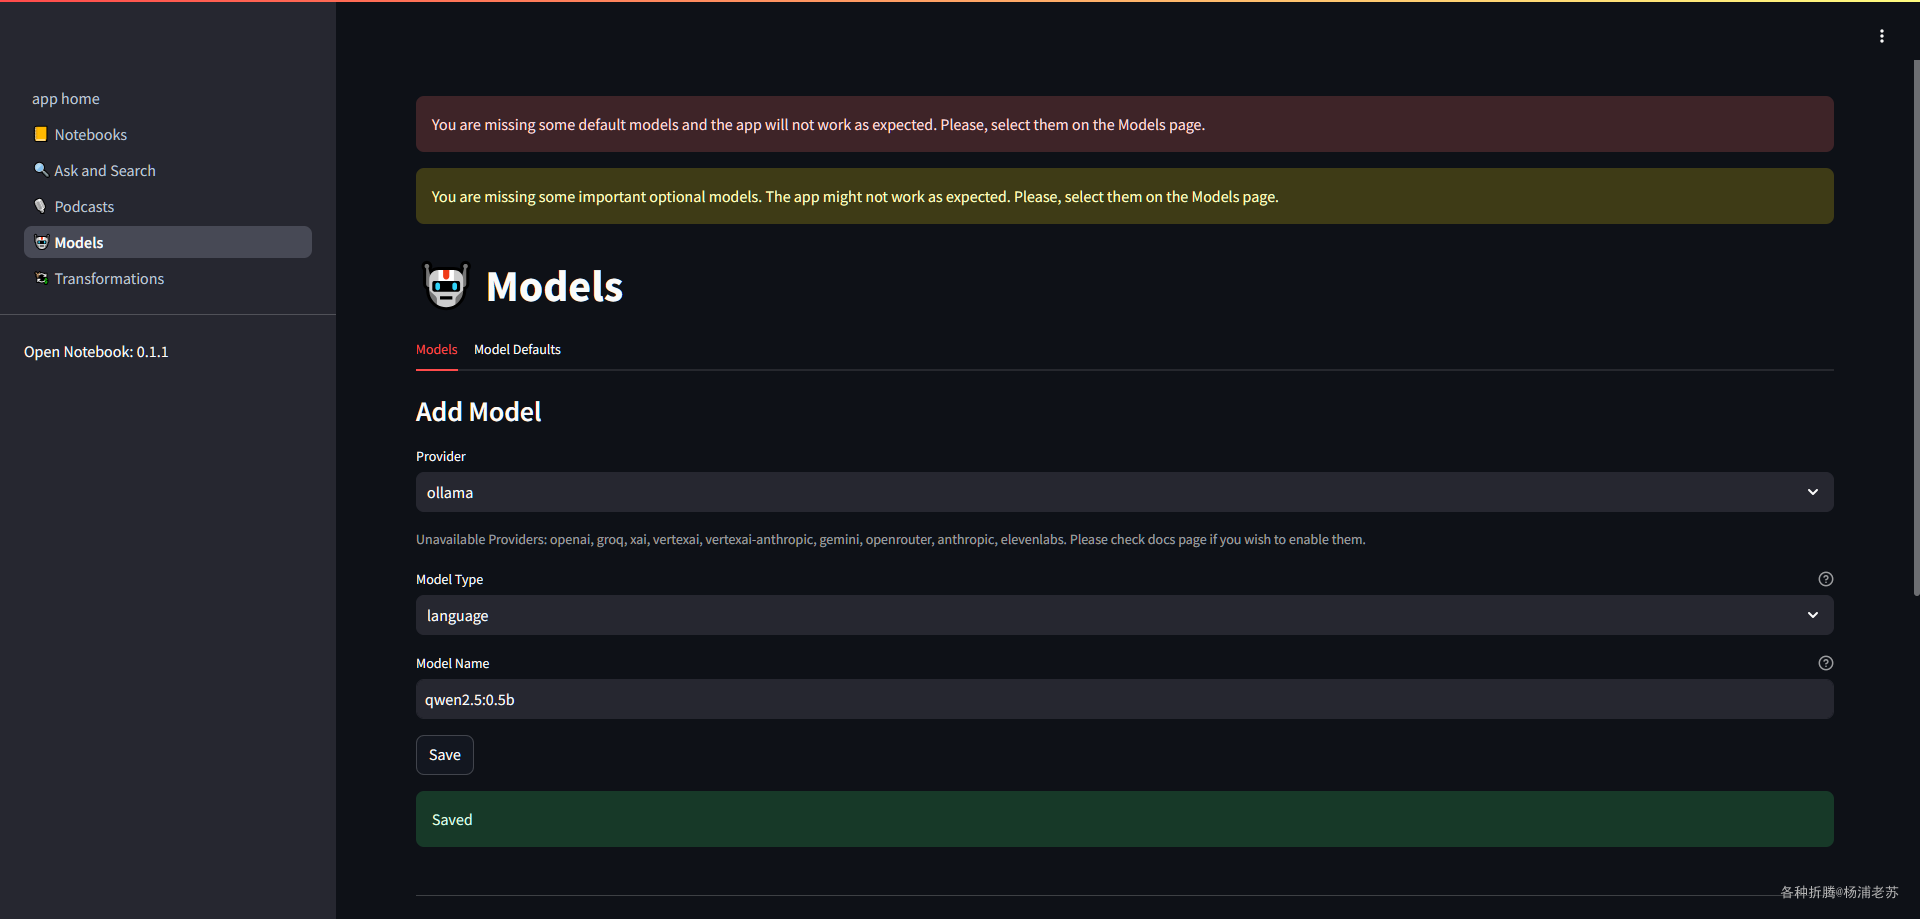 app home
Notebooks
Ask and Search
Podcasts
Models
Transformations
Open Notebook: 0.1.1
You are missing some default models and the app will not work as expected. Please, select them on the Models page.
You are missing some important optional models. The app might not work as expected. Please, select them on the Models page.
Models
Models Model Defaults
Add Model
Provider
ollama
Unavailable Providers: openai, groq, xai, vertexai, vertexai-anthropic, gemini, openrouter, anthropic, elevenlabs. Please check docs page if you wish to enable them.
Model Type
language
Model Name
qwen2.5:0.5b
Save
Saved
各种折腾@杨浦老苏